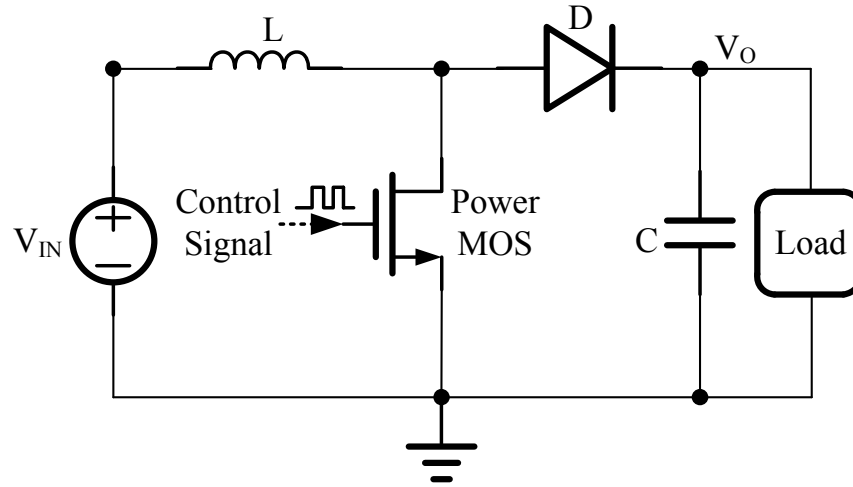 L
D
V_O
Control
Signal
Power
MOS
V_IN
C
Load